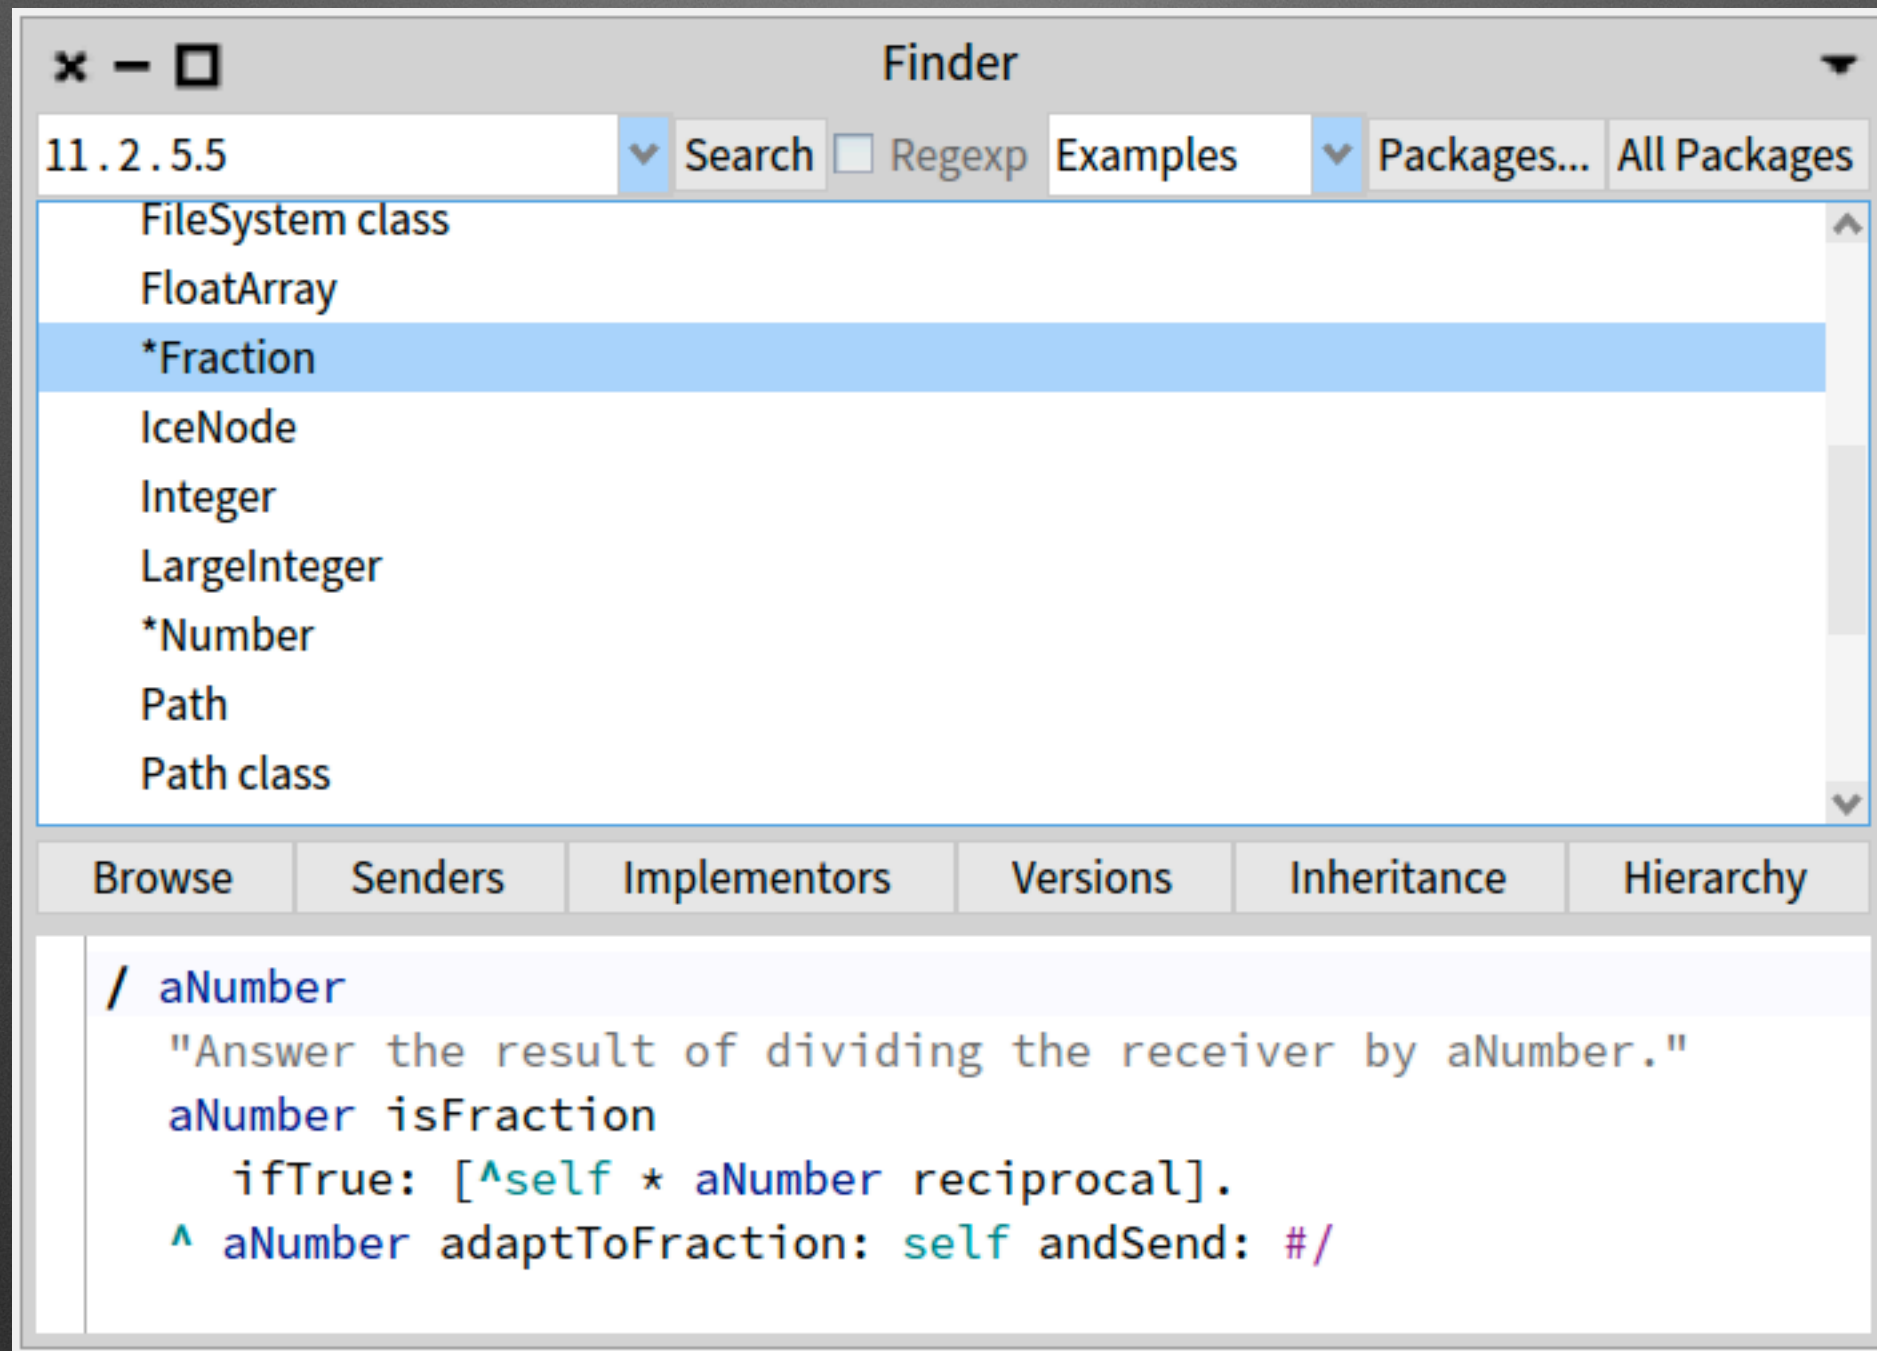 Finder
11 . 2 . 5.5 Search Regexp Examples Packages... All Packages
FileSystem class
FloatArray
*Fraction
IceNode
Integer
LargeInteger
*Number
Path
Path class
Browse Senders Implementors Versions Inheritance Hierarchy
/ aNumber
"Answer the result of dividing the receiver by aNumber."
aNumber isFraction
ifTrue: [^self * aNumber reciprocal].
^ aNumber adaptToFraction: self andSend: #/